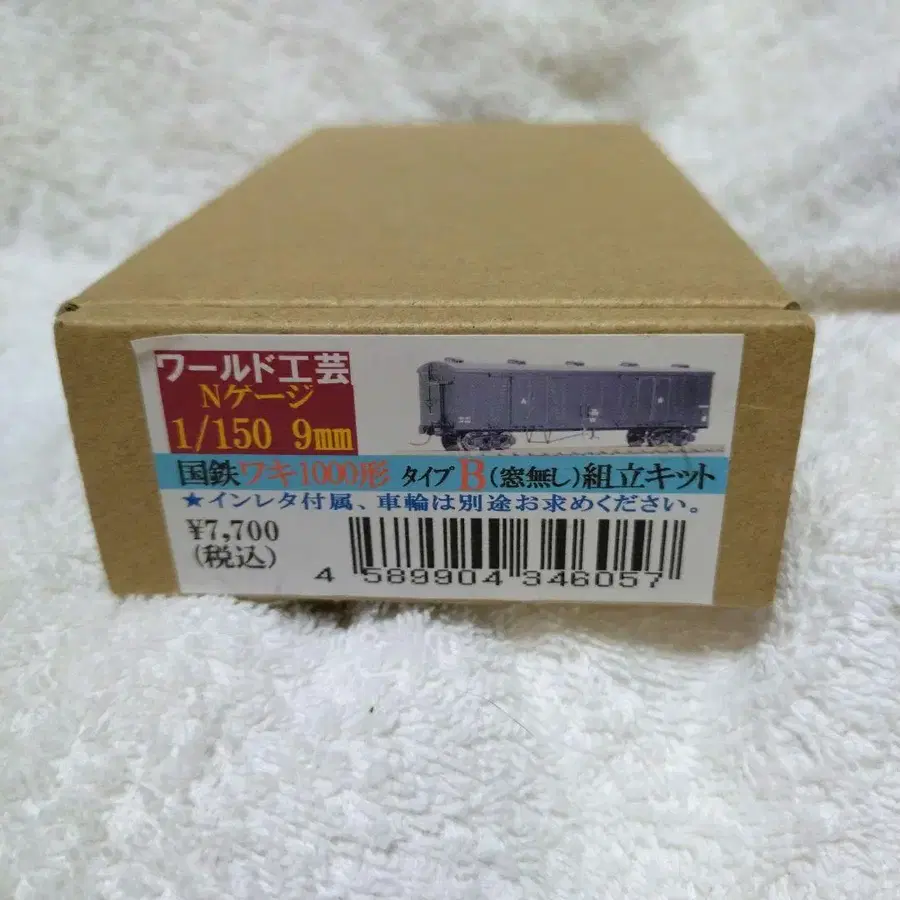 ワールド工芸
Nゲージ
1/150 9mm
国鉄ワキ1000形 タイプB(窓無し)組立キット
★インレタ付属、車輪は別途お求めください。
¥7,700
(税込)
4 589904 346057